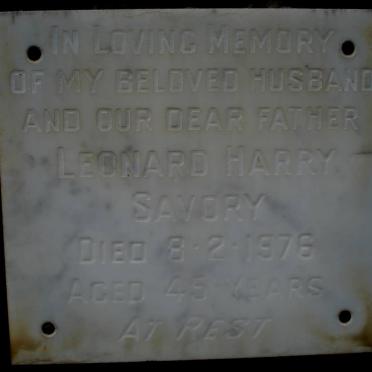 IN LOVING MEMORY
OF MY BELOVED HUSBAND
AND OUR DEAR FATHER
LEONARD HARRY
SAVORY
DIED 8·2·1976
AGED 45 YEARS
AT REST